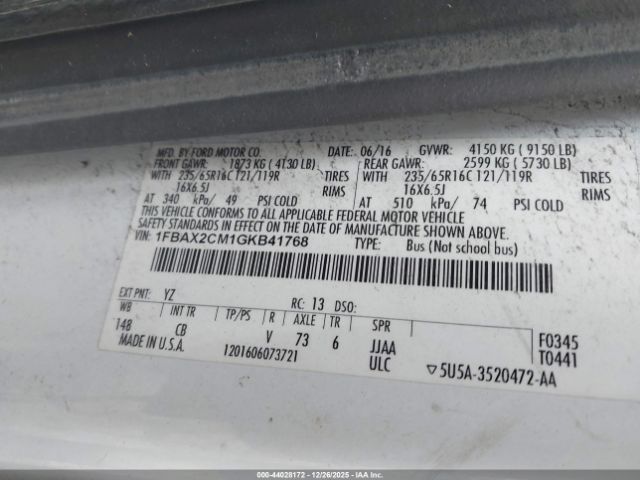 MFD. BY FORD MOTOR CO. DATE: 06/16 GVWR: 4150 KG (9150 LB)
FRONT GAWR: 1873 KG (4130 LB) REAR GAWR: 2599 KG (5730 LB)
WITH 235/65R16C 121/119R TIRES WITH 235/65R16C 121/119R TIRES
16X6.5J RIMS 16X6.5J RIMS
AT 340 kPa/ 49 PSI COLD AT 510 kPa/ 74 PSI COLD
THIS VEHICLE CONFORMS TO ALL APPLICABLE FEDERAL MOTOR VEHICLE
SAFETY STANDARDS IN EFFECT ON THE DATE OF MANUFACTURE SHOWN ABOVE.
VIN: 1FBAX2CM1GKB41768 TYPE: Bus (Not school bus)
EXT PNT: YZ RC: 13 DSO:
WB INT TR TP/PS R AXLE TR SPR F0345
148 CB V 73 6 JJAA T0441
MADE IN U.S.A. 1201606073721 ULC ▽5U5A-3520472-AA
000-44028172 - 12/26/2025 - IAAI.com